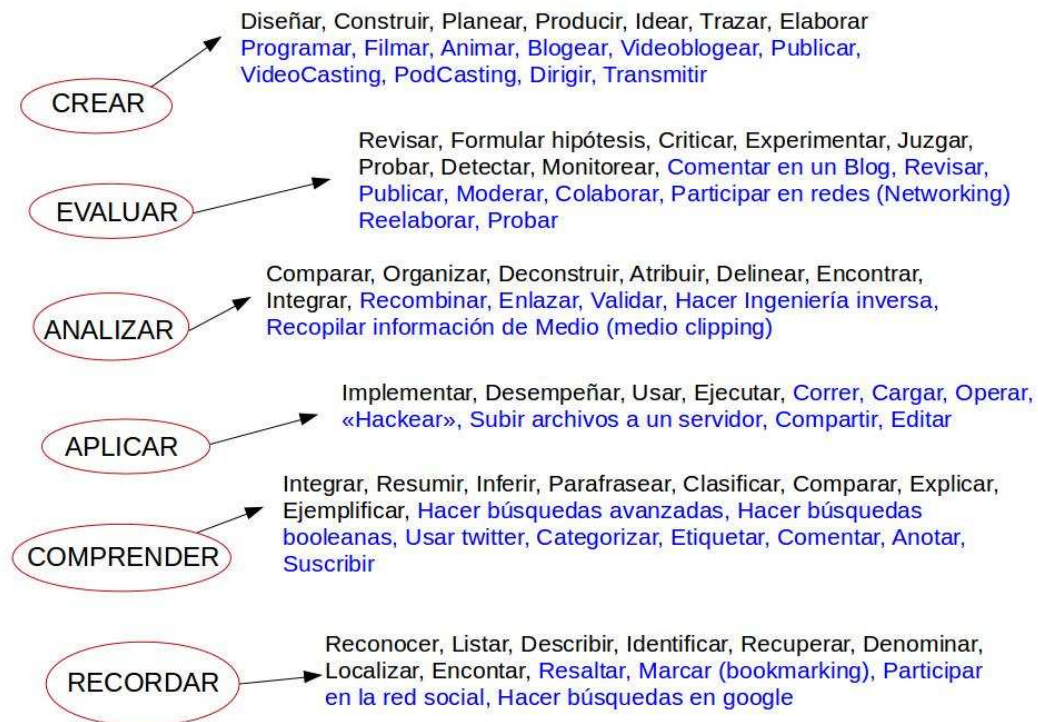 Diseñar, Construir, Planear, Producir, Idear, Trazar, Elaborar
Programar, Filmar, Animar, Blogear, Videoblogear, Publicar,
VideoCasting, PodCasting, Dirigir, Transmitir
CREAR
Revisar, Formular hipótesis, Criticar, Experimentar, Juzgar,
Probar, Detectar, Monitorear, Comentar en un Blog, Revisar,
Publicar, Moderar, Colaborar, Participar en redes (Networking)
Reelaborar, Probar
EVALUAR
Comparar, Organizar, Deconstruir, Atribuir, Delinear, Encontrar,
Integrar, Recombinar, Enlazar, Validar, Hacer Ingeniería inversa,
Recopilar información de Medio (medio clipping)
ANALIZAR
Implementar, Desempeñar, Usar, Ejecutar, Correr, Cargar, Operar,
«Hackear», Subir archivos a un servidor, Compartir, Editar
APLICAR
Integrar, Resumir, Inferir, Parafrasear, Clasificar, Comparar, Explicar,
Ejemplificar, Hacer búsquedas avanzadas, Hacer búsquedas
booleanas, Usar twitter, Categorizar, Etiquetar, Comentar, Anotar,
Suscribir
COMPRENDER
Reconocer, Listar, Describir, Identificar, Recuperar, Denominar,
Localizar, Encontar, Resaltar, Marcar (bookmarking), Participar
en la red social, Hacer búsquedas en google
RECORDAR